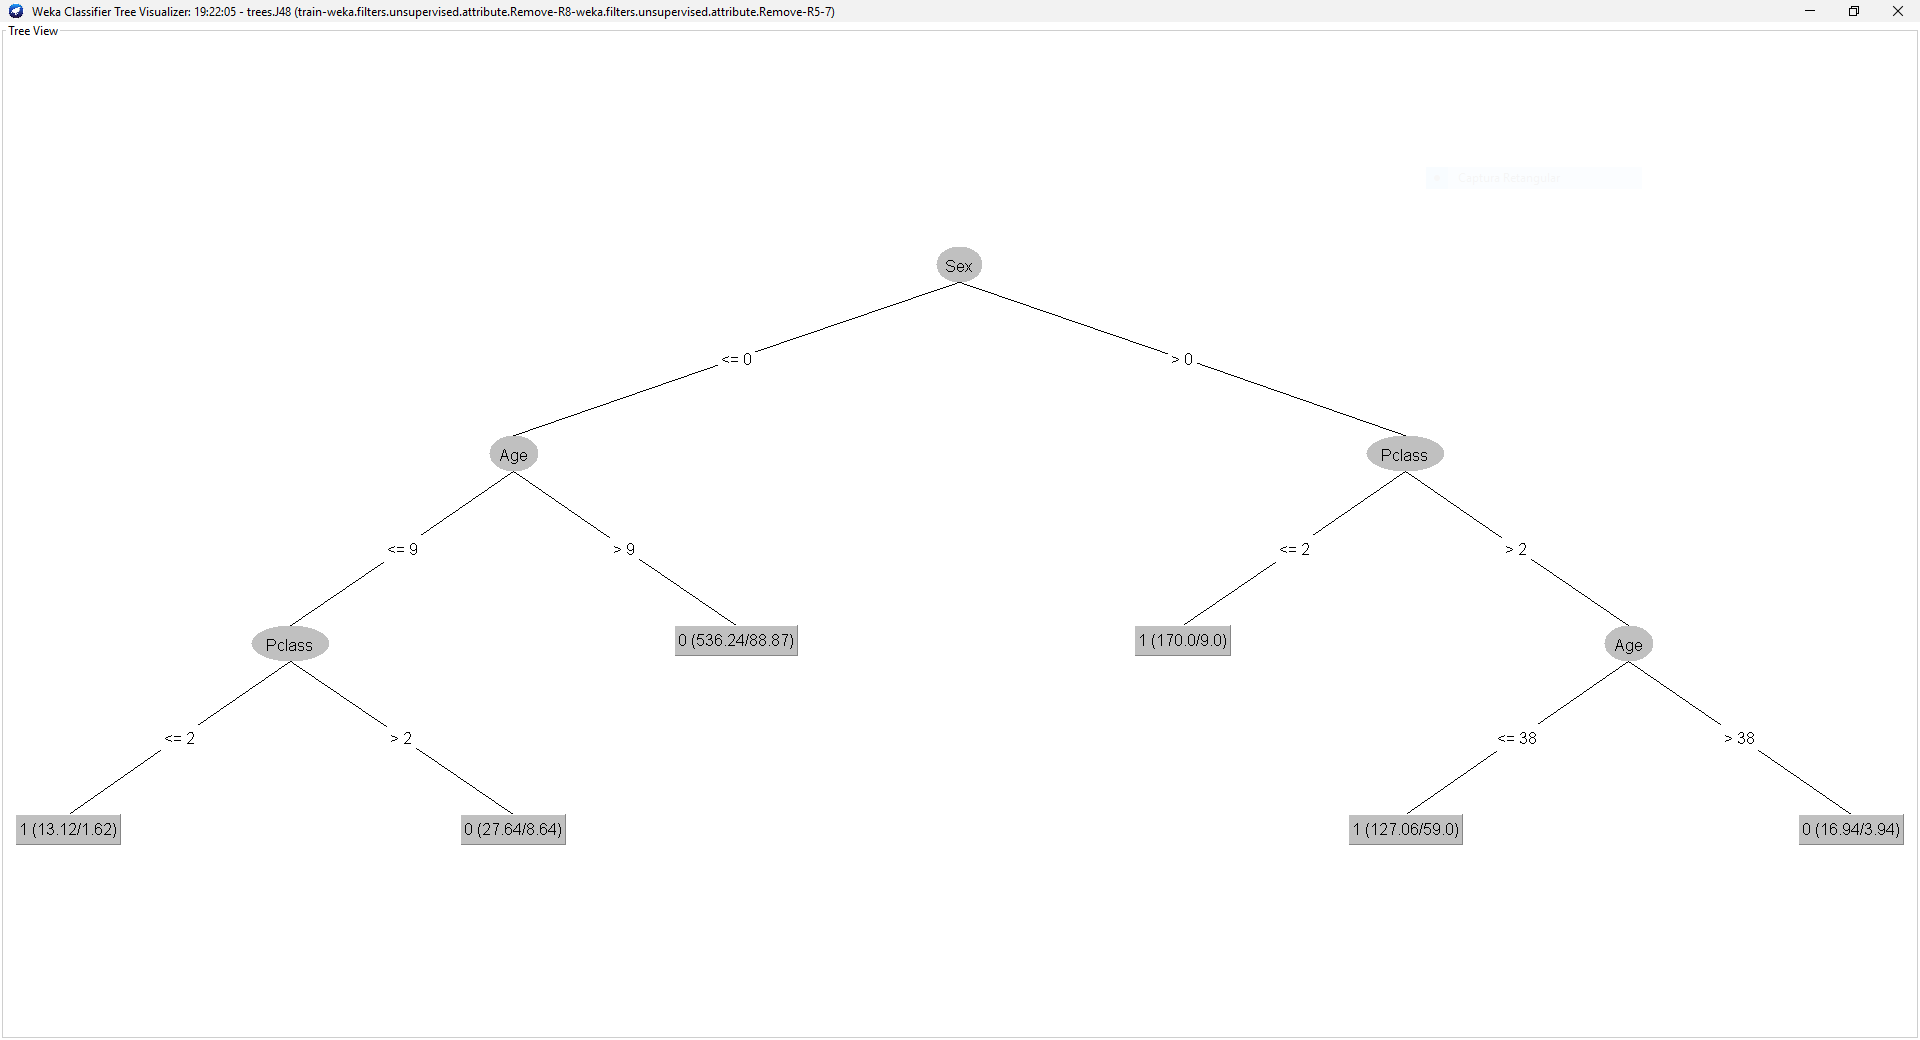 Weka Classifier Tree Visualizer: 19:22:05 - trees.J48 (train-weka.filters.unsupervised.attribute.Remove-R8-weka.filters.unsupervised.attribute.Remove-R5-7)
Tree View
Captura Retangular
Sex
<= 0
> 0
Age
Pclass
<= 9
> 9
<= 2
> 2
Pclass
0 (536.24/88.87)
1 (170.0/9.0)
Age
<= 2
> 2
<= 38
> 38
1 (13.12/1.62)
0 (27.64/8.64)
1 (127.06/59.0)
0 (16.94/3.94)